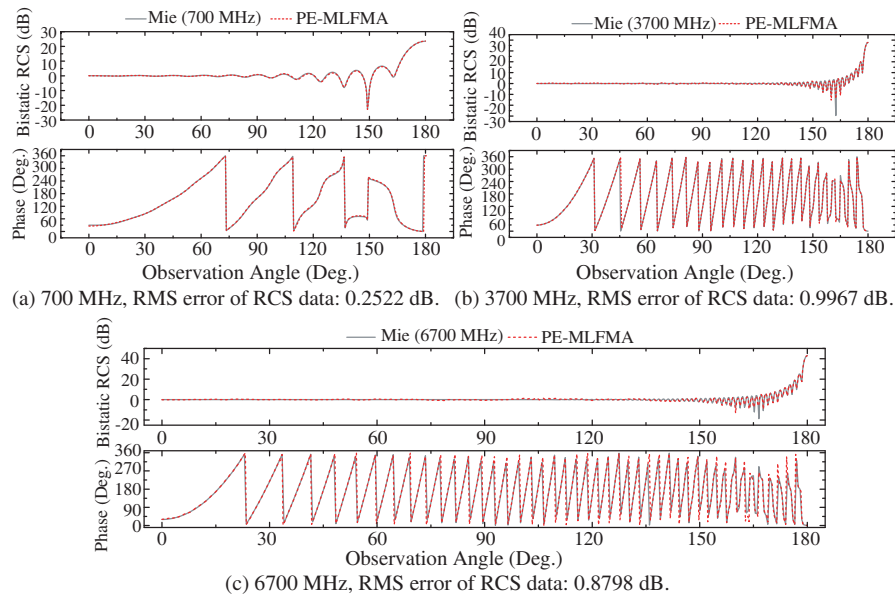 Mie (700 MHz) PE-MLFMA
Bistatic RCS (dB)
30
20
10
0
-10
-20
-30
0 30 60 90 120 150 180
Phase (Deg.)
360
300
240
180
120
60
0
0 30 60 90 120 150 180
Observation Angle (Deg.)
(a) 700 MHz, RMS error of RCS data: 0.2522 dB.
Mie (3700 MHz) PE-MLFMA
Bistatic RCS (dB)
40
30
20
10
0
-10
20
30
0 30 60 90 120 150 180
Phase (Deg.)
360
300
240
180
120
60
0
0 30 60 90 120 150 180
Observation Angle (Deg.)
(b) 3700 MHz, RMS error of RCS data: 0.9967 dB.
Mie (6700 MHz) PE-MLFMA
Bistatic RCS (dB)
40
20
0
-20
0 30 60 90 120 150 180
Phase (Deg.)
360
270
180
90
0
0 30 60 90 120 150 180
Observation Angle (Deg.)
(c) 6700 MHz, RMS error of RCS data: 0.8798 dB.